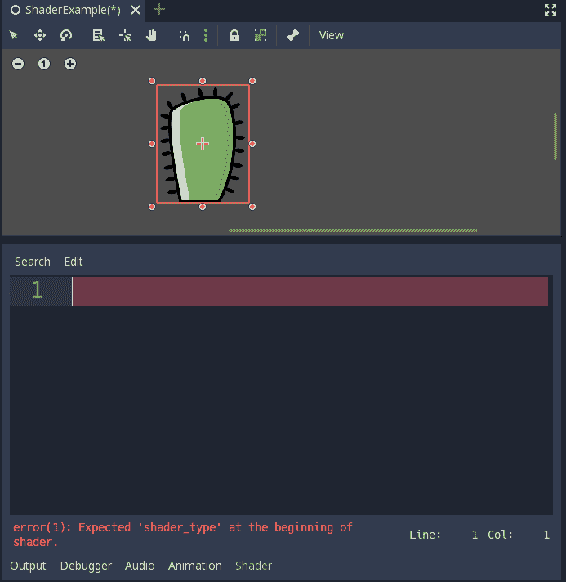 ShaderExample(*)
View
1
Search Edit
1
error(1): Expected 'shader_type' at the beginning of
shader.
Line: 1 Col: 1
Output Debugger Audio Animation Shader